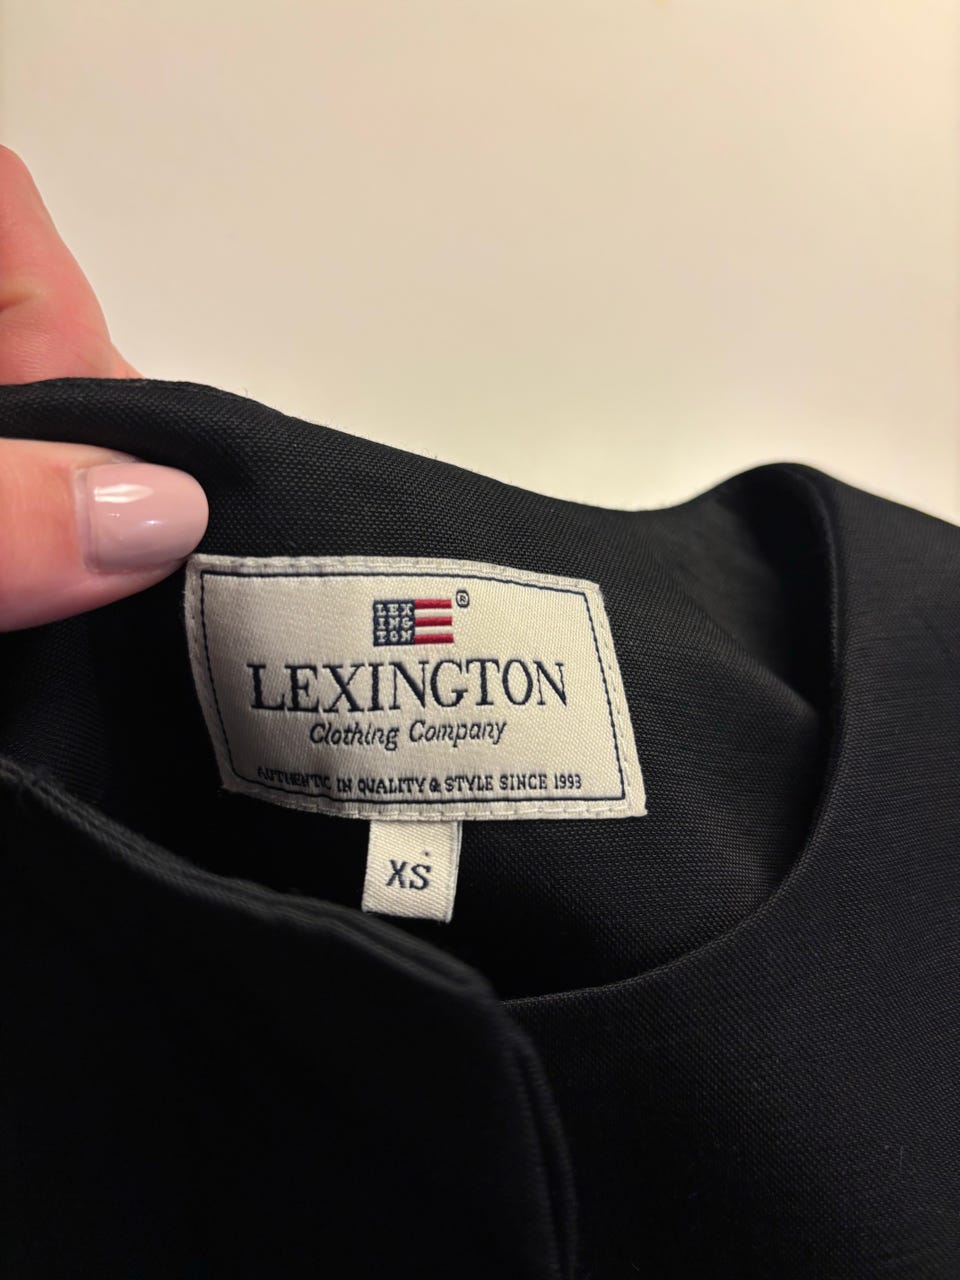 LEX
ING
TON
®
LEXINGTON
Clothing Company
AUTHENTIC IN QUALITY & STYLE SINCE 1993
XS